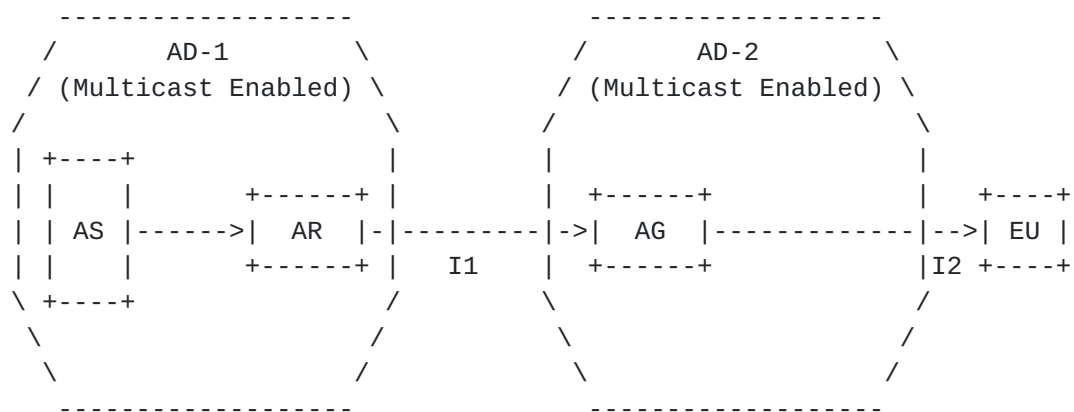 AD-1 AD-2
(Multicast Enabled) (Multicast Enabled)
AS AR AG EU
I1 I2